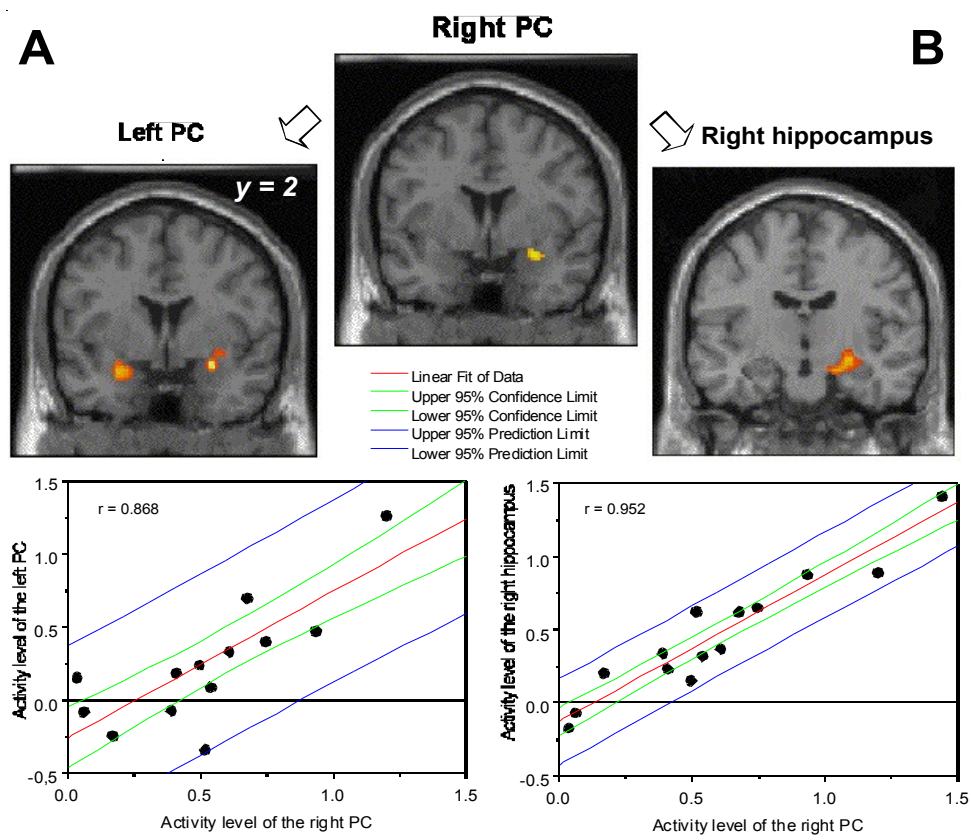 A
Right PC
B
Left PC
Right hippocampus
y = 2
Linear Fit of Data
Upper 95% Confidence Limit
Lower 95% Confidence Limit
Upper 95% Prediction Limit
Lower 95% Prediction Limit
Activity level of the left PC
1.5
1.0
0.5
0.0
-0,5
r = 0.868
0.0
0.5
1.0
1.5
Activity level of the right PC
Activity level of the right hippocampus
1.5
1.0
0.5
0.0
-0.5
r = 0.952
0.0
0.5
1.0
1.5
Activity level of the right PC